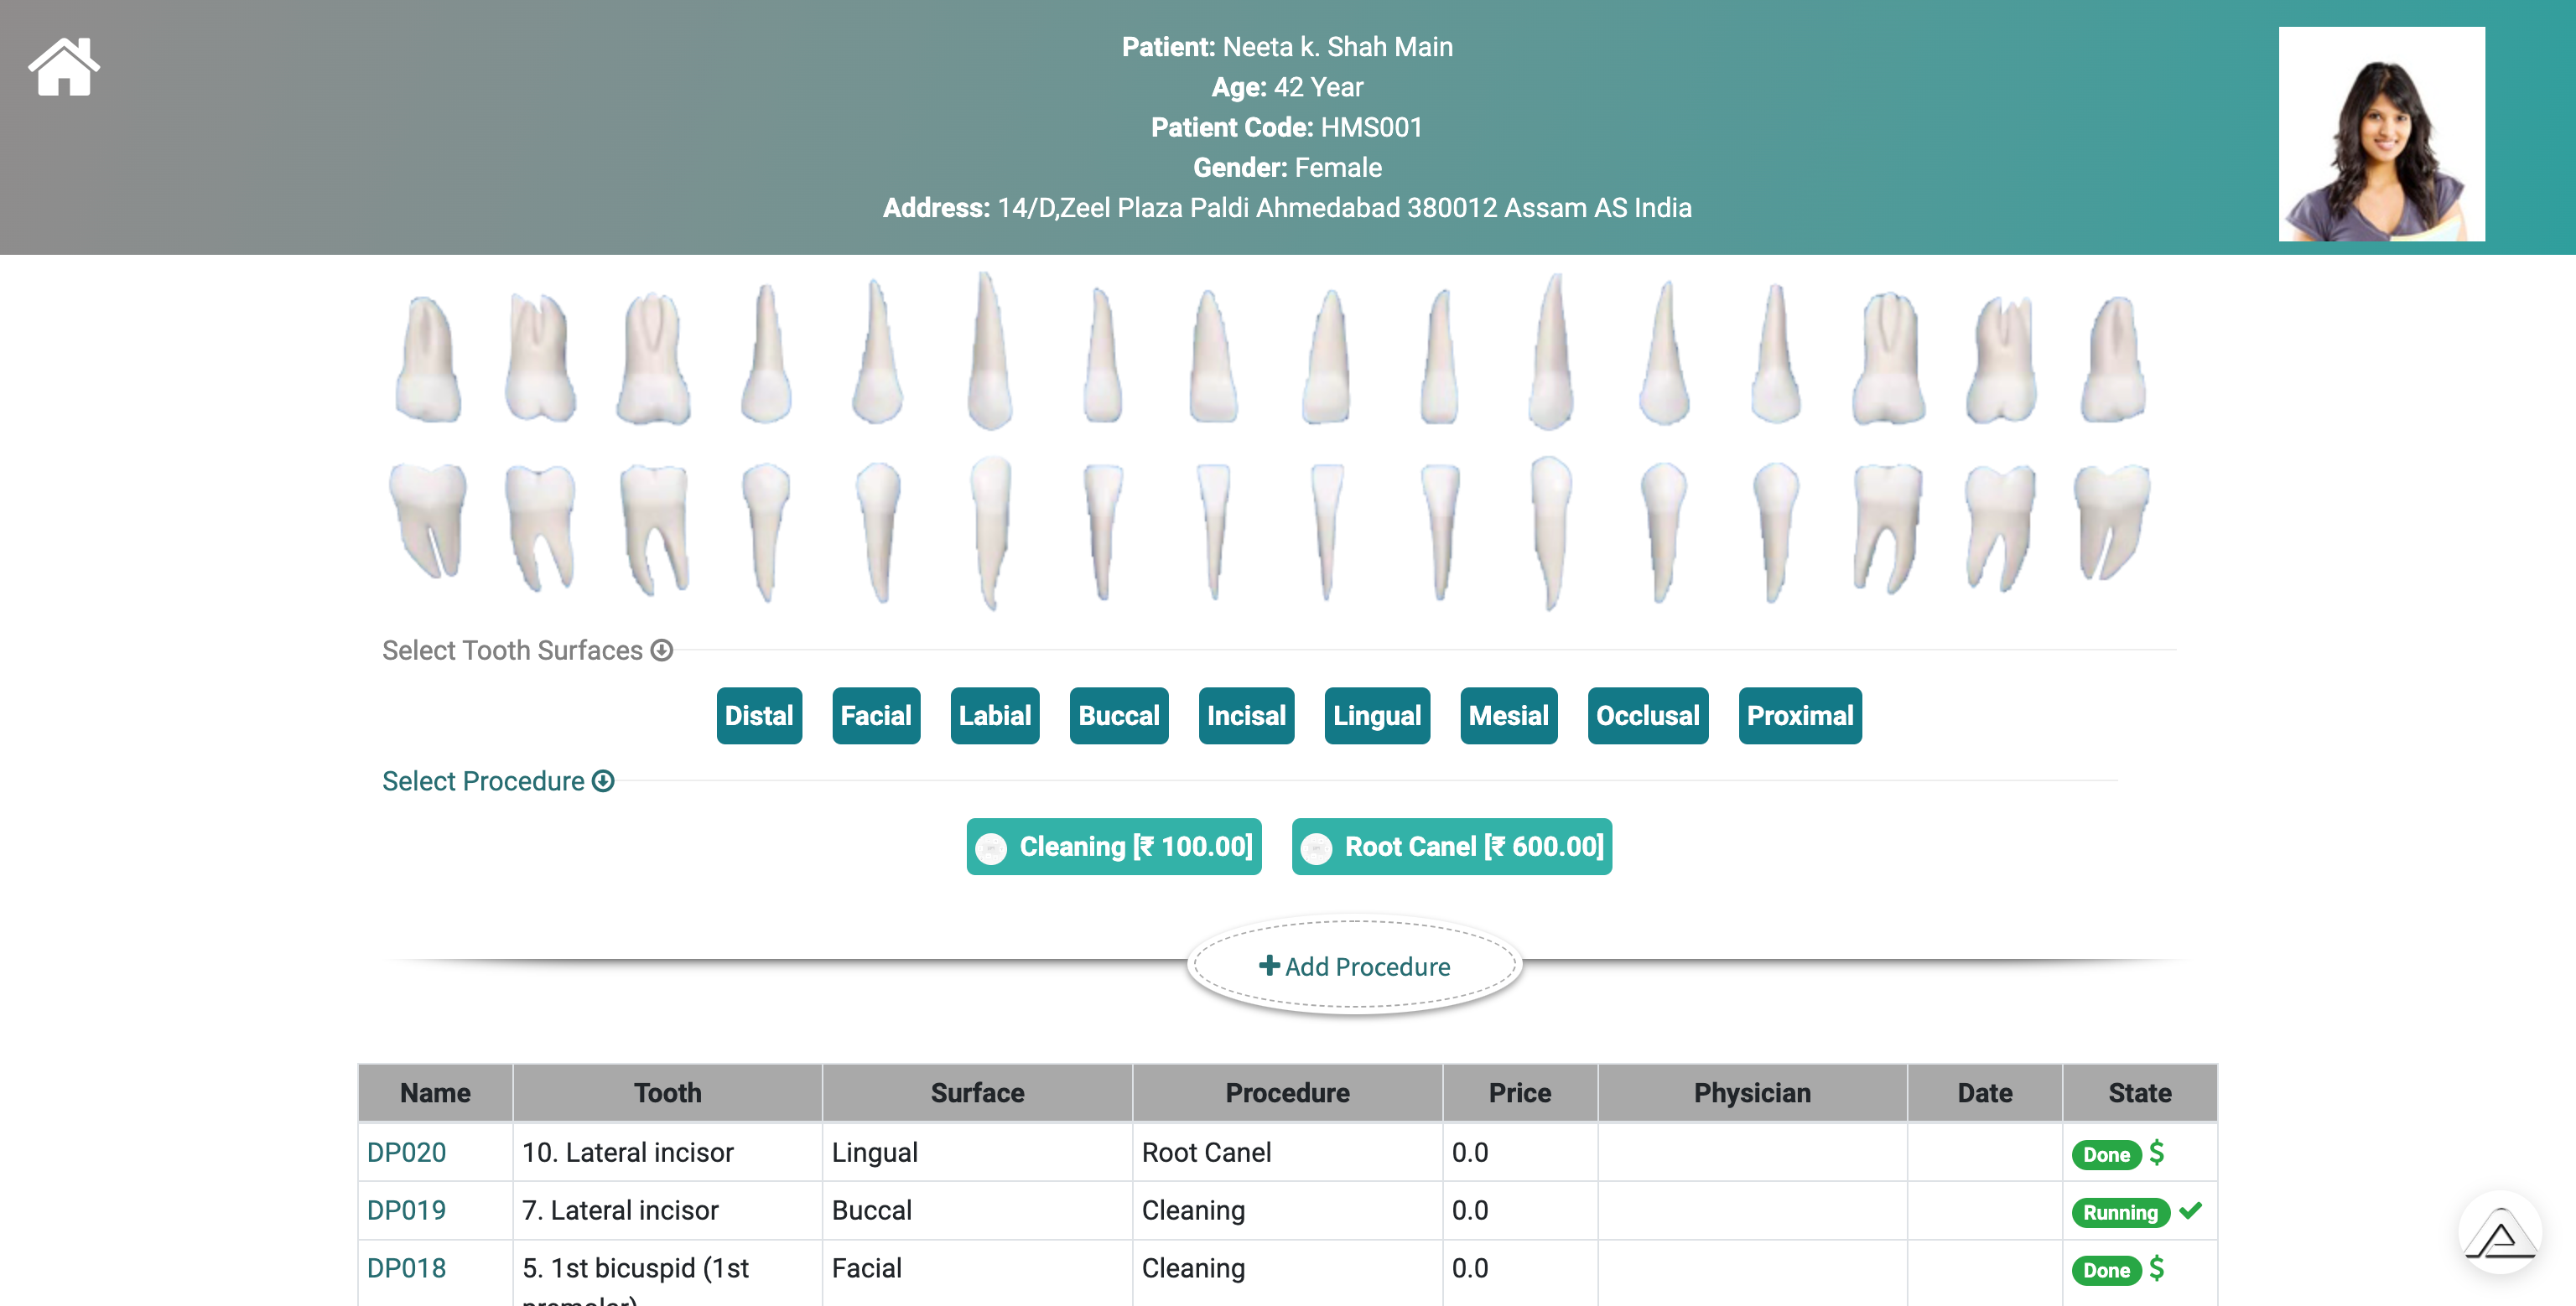 Patient: Neeta k. Shah Main
Age: 42 Year
Patient Code: HMS001
Gender: Female
Address: 14/D,Zeel Plaza Paldi Ahmedabad 380012 Assam AS India
Select Tooth Surfaces
Distal Facial Labial Buccal Incisal Lingual Mesial Occlusal Proximal
Select Procedure
Cleaning [₹ 100.00] Root Canel [₹ 600.00]
Add Procedure
Name Tooth Surface Procedure Price Physician Date State
DP020 10. Lateral incisor Lingual Root Canel 0.0 Done $
DP019 7. Lateral incisor Buccal Cleaning 0.0 Running
DP018 5. 1st bicuspid (1st Facial Cleaning 0.0 Done $